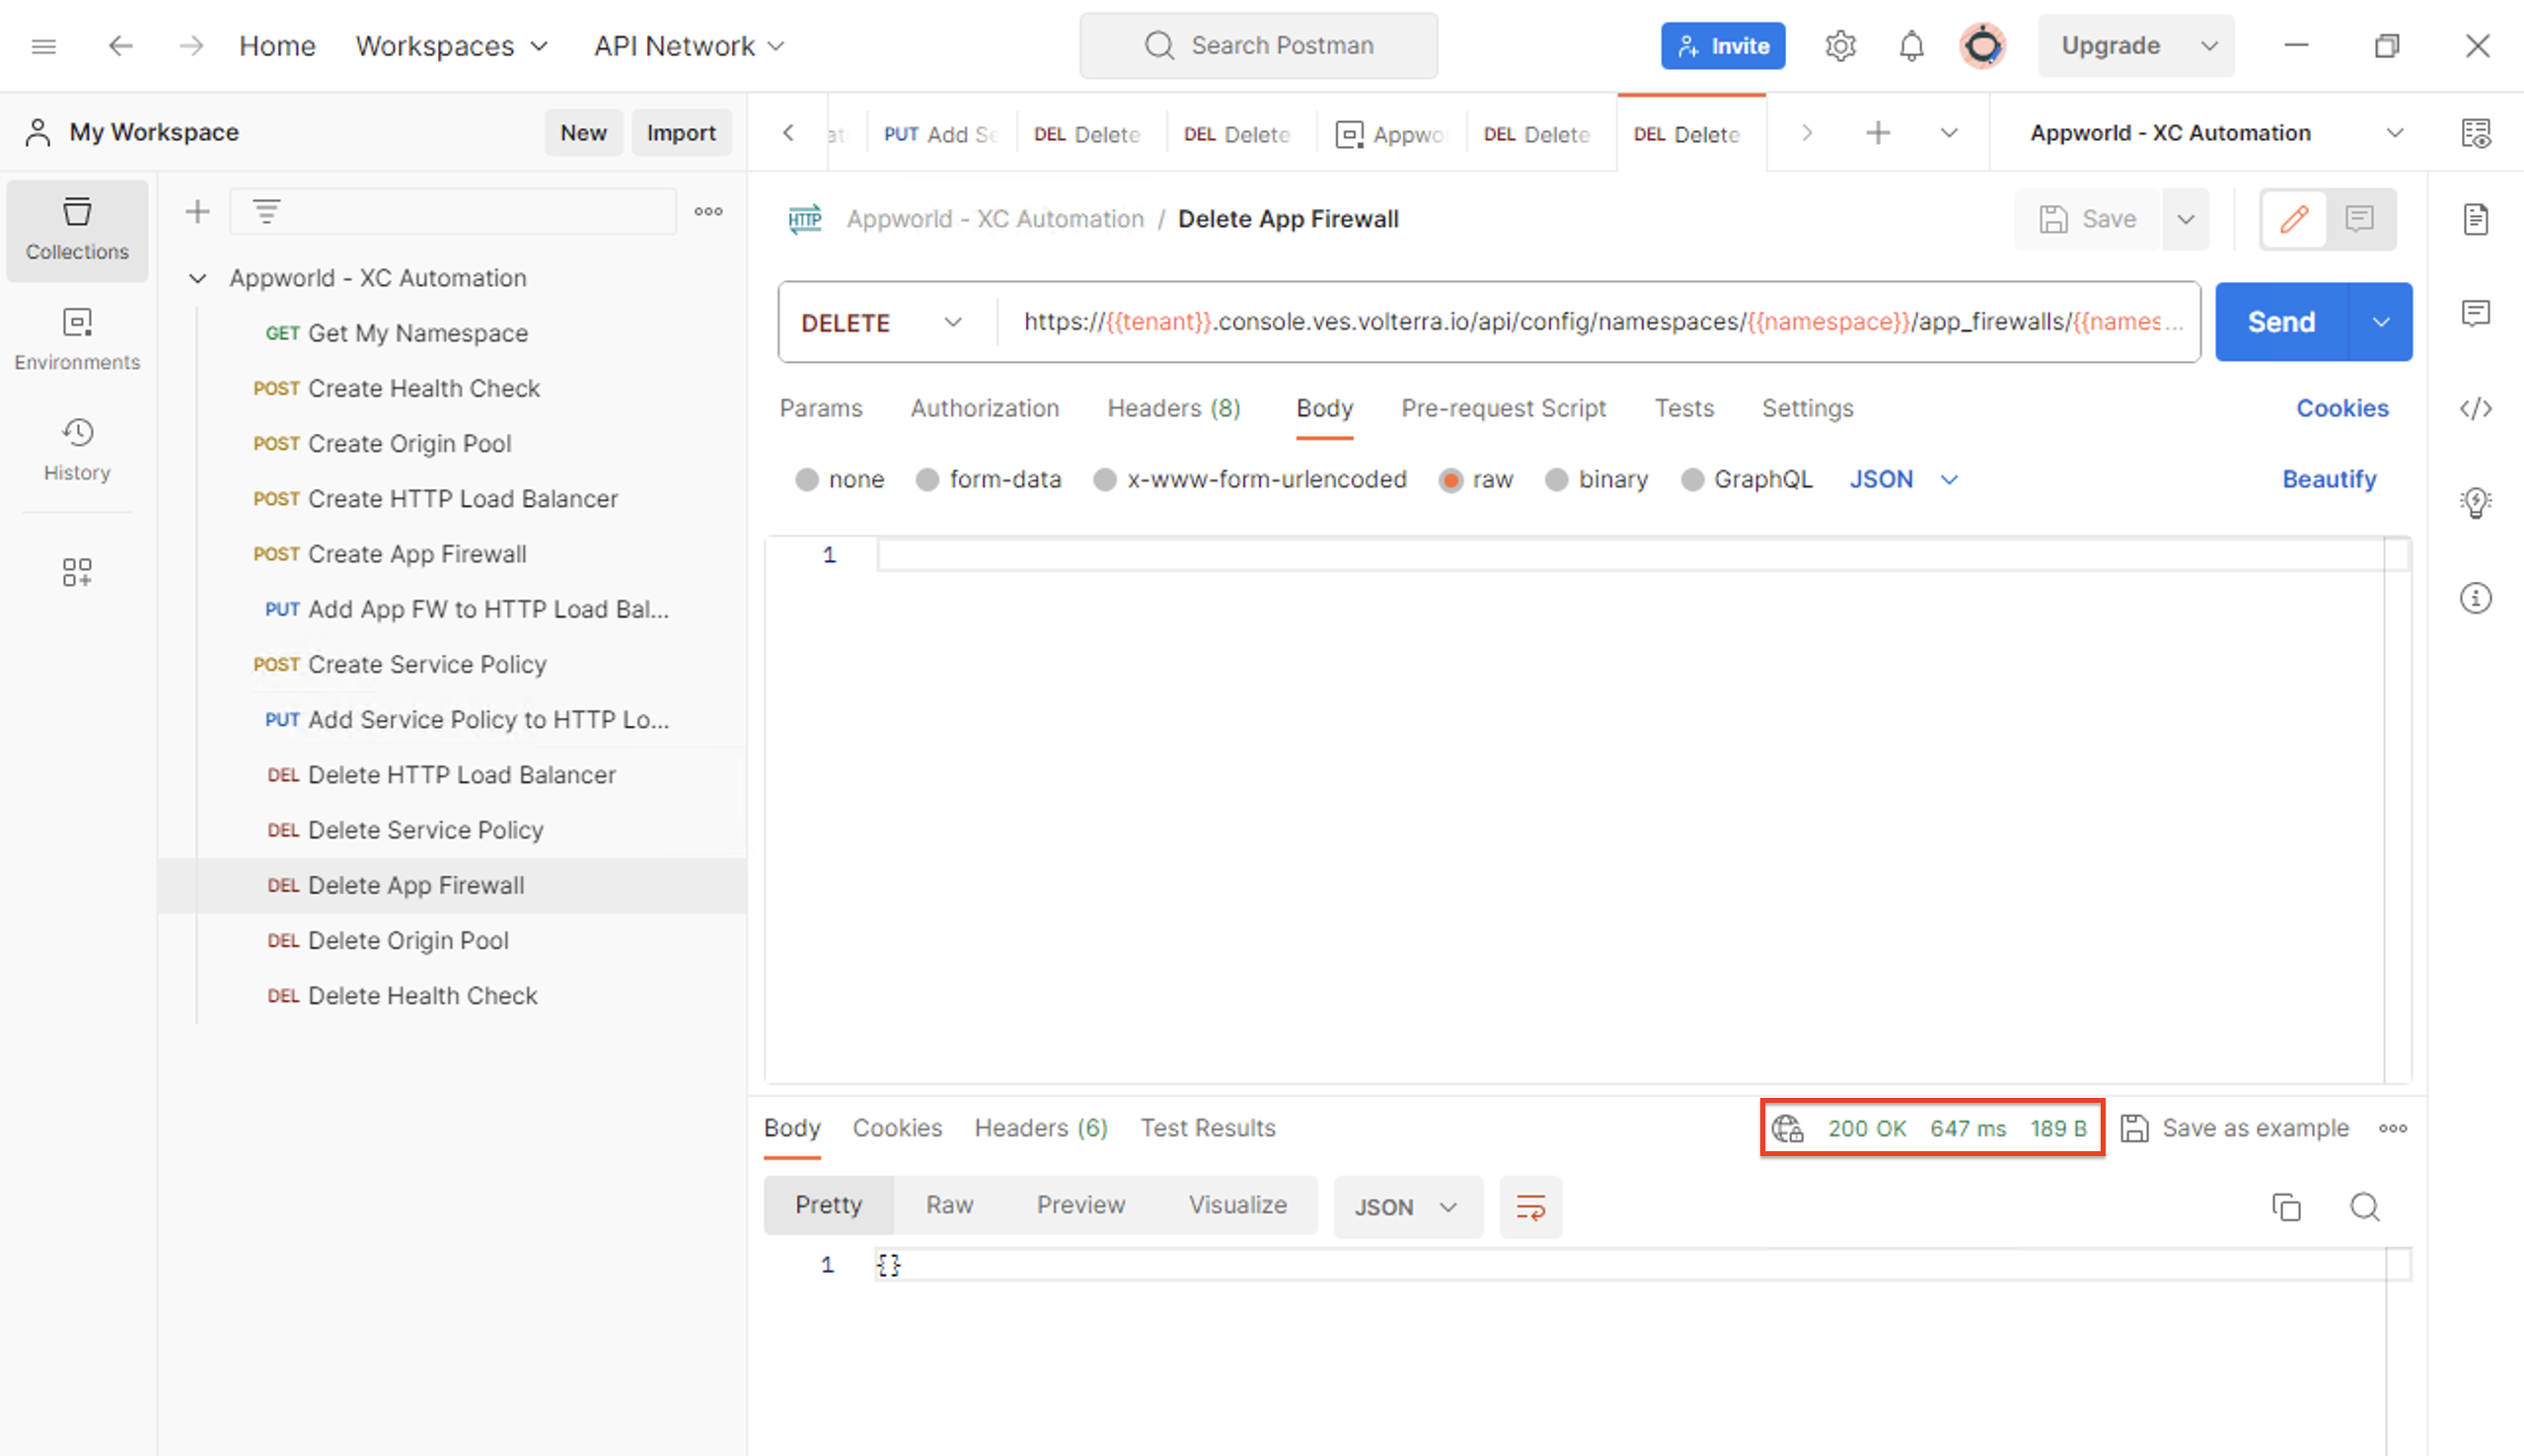 Home Workspaces API Network Search Postman Invite Upgrade
My Workspace New Import PUT Add Se DEL Delete DEL Delete Appwo DEL Delete DEL Delete Appworld - XC Automation
Collections
Environments
History
Appworld - XC Automation
GET Get My Namespace
POST Create Health Check
POST Create Origin Pool
POST Create HTTP Load Balancer
POST Create App Firewall
PUT Add App FW to HTTP Load Bal...
POST Create Service Policy
PUT Add Service Policy to HTTP Lo...
DEL Delete HTTP Load Balancer
DEL Delete Service Policy
DEL Delete App Firewall
DEL Delete Origin Pool
DEL Delete Health Check
HTTP Appworld - XC Automation / Delete App Firewall Save
DELETE https://{{tenant}}.console.ves.volterra.io/api/config/namespaces/{{namespace}}/app_firewalls/{{names... Send
Params Authorization Headers (8) Body Pre-request Script Tests Settings Cookies
none form-data x-www-form-urlencoded raw binary GraphQL JSON Beautify
1
Body Cookies Headers (6) Test Results 200 OK 647 ms 189 B Save as example
Pretty Raw Preview Visualize JSON
1 {}